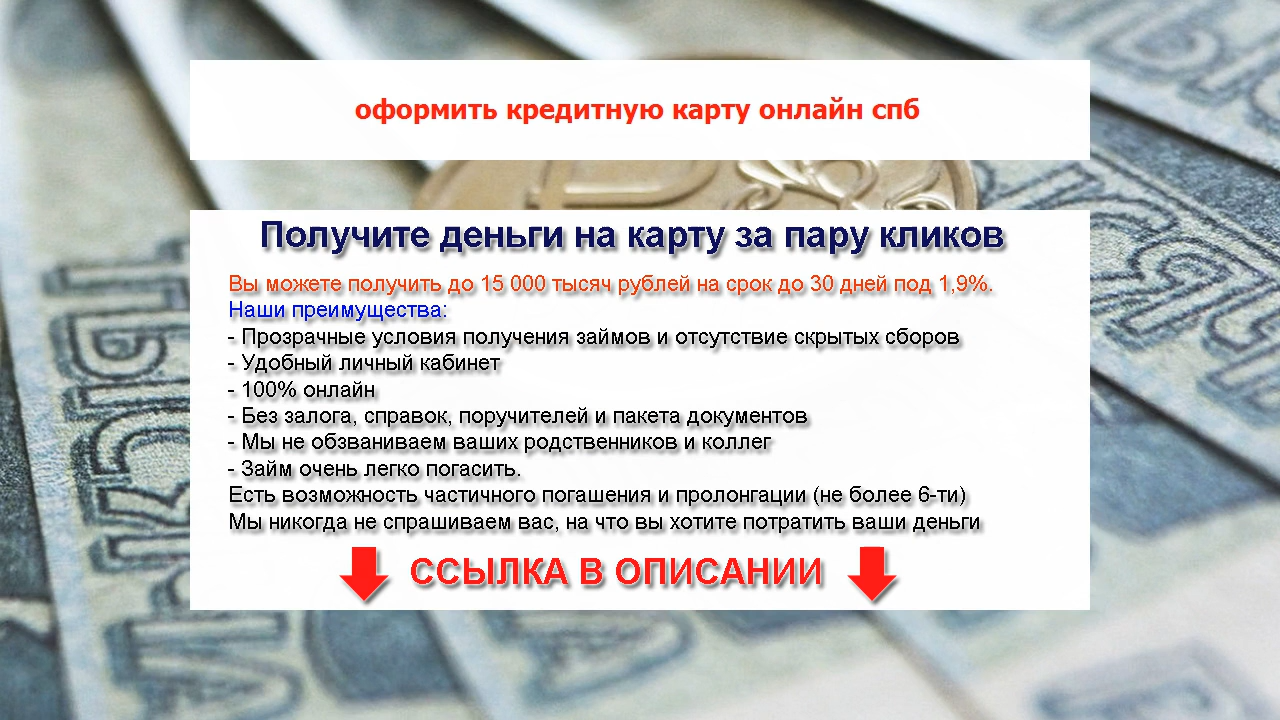 оформить кредитную карту онлайн спб
Получите деньги на карту за пару кликов
Вы можете получить до 15 000 тысяч рублей на срок до 30 дней под 1,9%.
Наши преимущества:
- Прозрачные условия получения займов и отсутствие скрытых сборов
- Удобный личный кабинет
- 100% онлайн
- Без залога, справок, поручителей и пакета документов
- Мы не обзваниваем ваших родственников и коллег
- Займ очень легко погасить.
Есть возможность частичного погашения и пролонгации (не более 6-ти)
Мы никогда не спрашиваем вас, на что вы хотите потратить ваши деньги
ССЫЛКА В ОПИСАНИИ